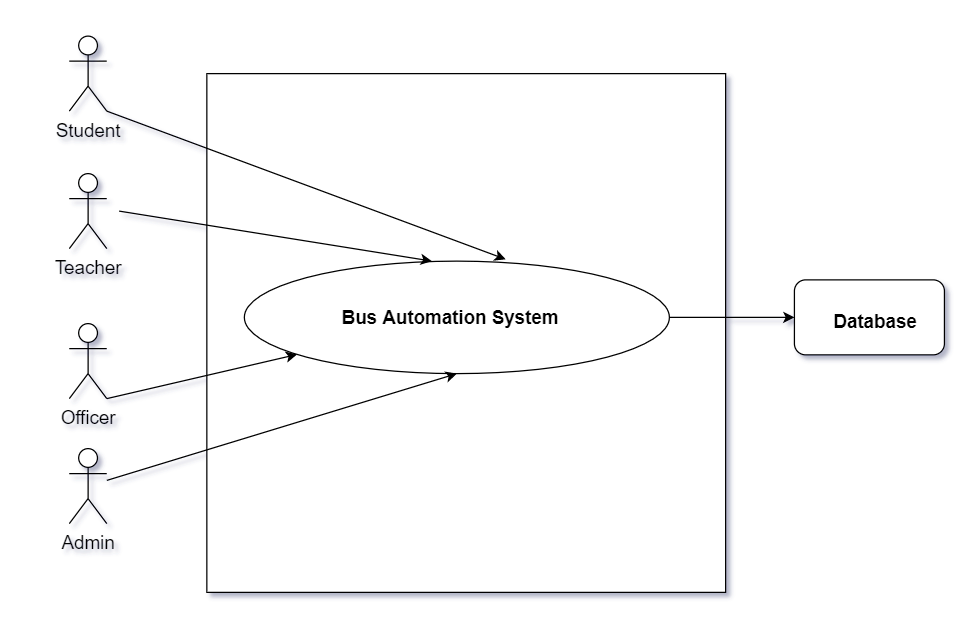 Student
Teacher
Bus Automation System
Database
Officer
Admin